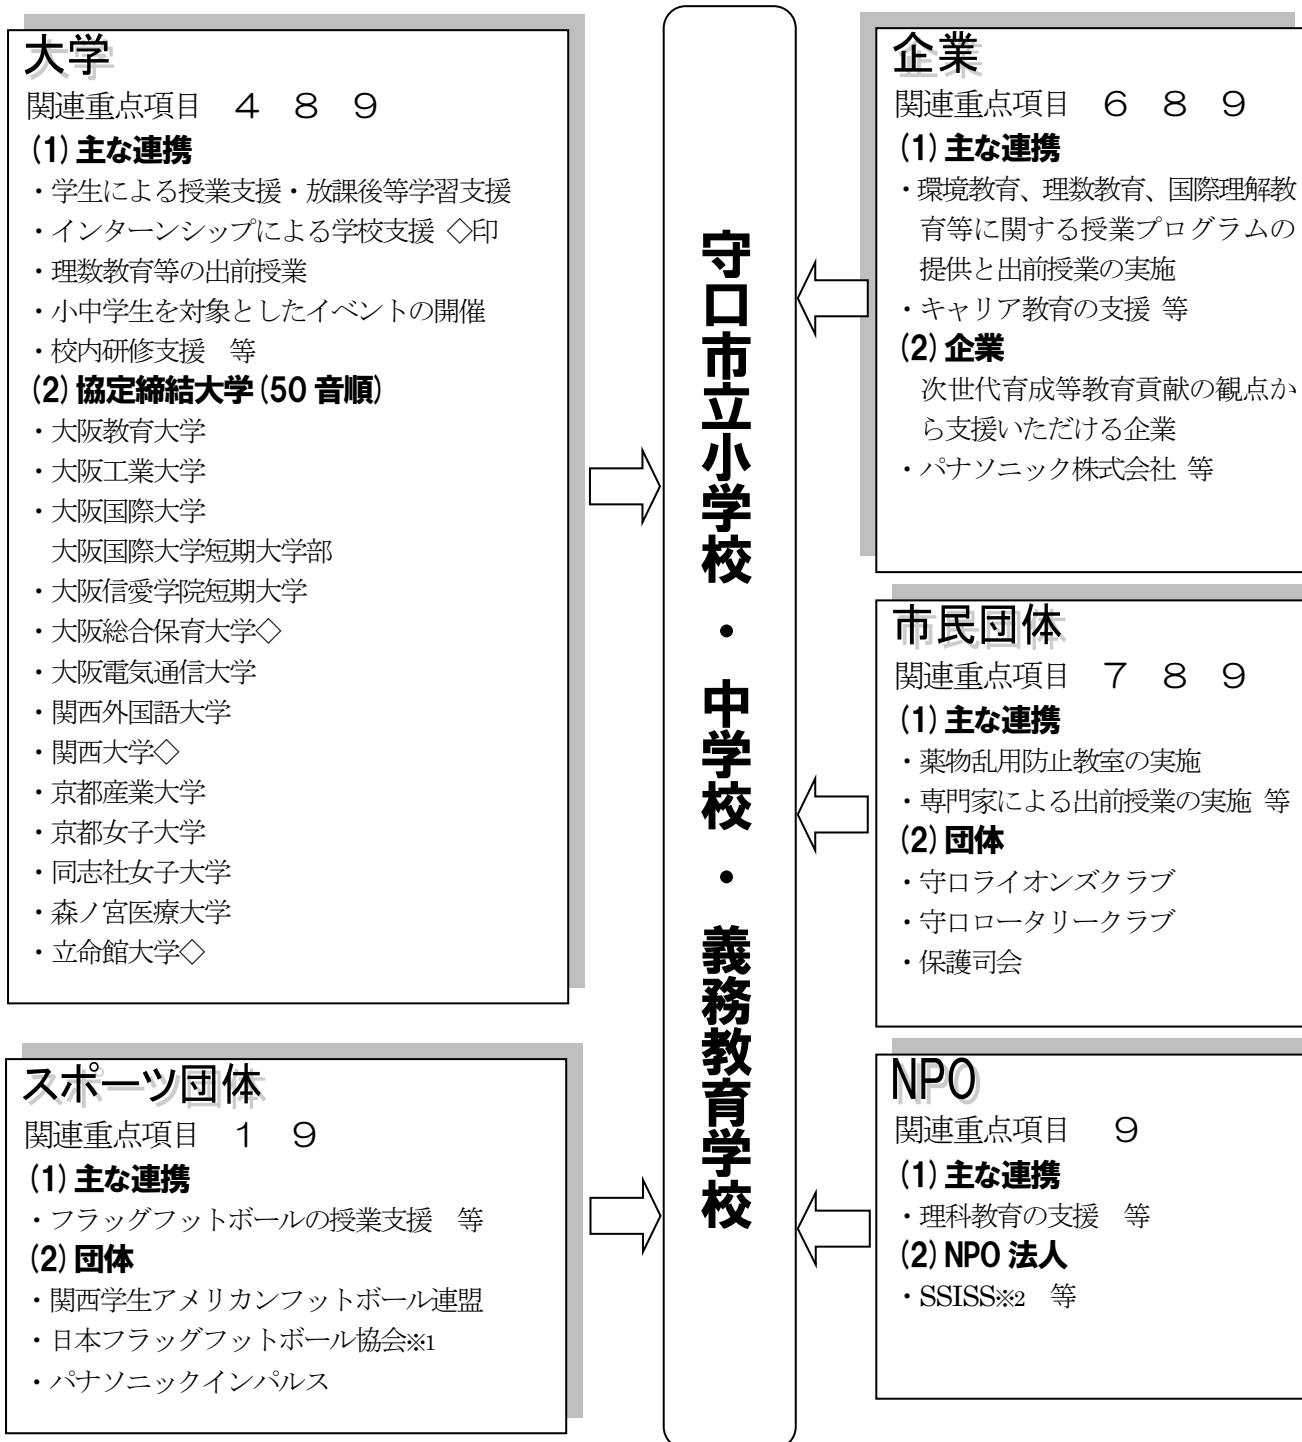 大学
関連重点項目　４　８　９
(1) 主な連携
・学生による授業支援・放課後等学習支援
・インターンシップによる学校支援 ◇印
・理数教育等の出前授業
・小中学生を対象としたイベントの開催
・校内研修支援　等
(2) 協定締結大学(50 音順)
・大阪教育大学
・大阪工業大学
・大阪国際大学
大阪国際大学短期大学部
・大阪信愛学院短期大学
・大阪総合保育大学◇
・大阪電気通信大学
・関西外国語大学
・関西大学◇
・京都産業大学
・京都女子大学
・同志社女子大学
・森ノ宮医療大学
・立命館大学◇
スポーツ団体
関連重点項目　１　９
(1) 主な連携
・フラッグフットボールの授業支援　等
(2) 団体
・関西学生アメリカンフットボール連盟
・日本フラッグフットボール協会※1
・パナソニックインパルス
守口市立小学校・中学校・義務教育学校
企業
関連重点項目　６　８　９
(1) 主な連携
・環境教育、理数教育、国際理解教
育等に関する授業プログラムの
提供と出前授業の実施
・キャリア教育の支援 等
(2) 企業
次世代育成等教育貢献の観点か
ら支援いただける企業
・パナソニック株式会社 等
市民団体
関連重点項目　７　８　９
(1) 主な連携
・薬物乱用防止教室の実施
・専門家による出前授業の実施 等
(2) 団体
・守口ライオンズクラブ
・守口ロータリークラブ
・保護司会
NPO
関連重点項目　９
(1) 主な連携
・理科教育の支援　等
(2) NPO 法人
・SSISS※2　等